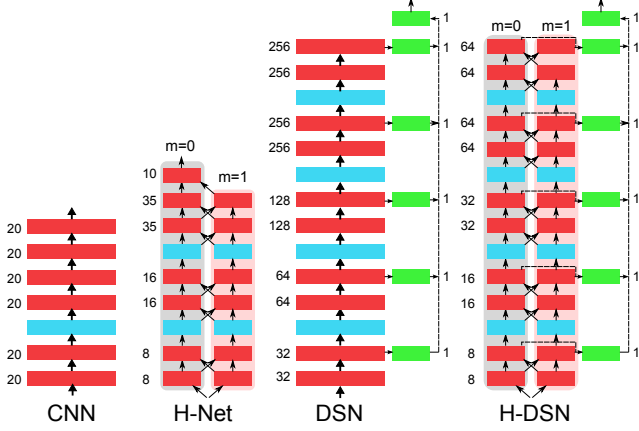 1
m=0 m=1
1
256 1 64 1
256 64
256 1 64 1
256 64
m=0
10 m=1
35 128 1 32 1
20 35 128 32
20
20 16 64 1 16 1
20 16 64 16
20 8 32 1 8 1
20 8 32 8
CNN H-Net DSN H-DSN